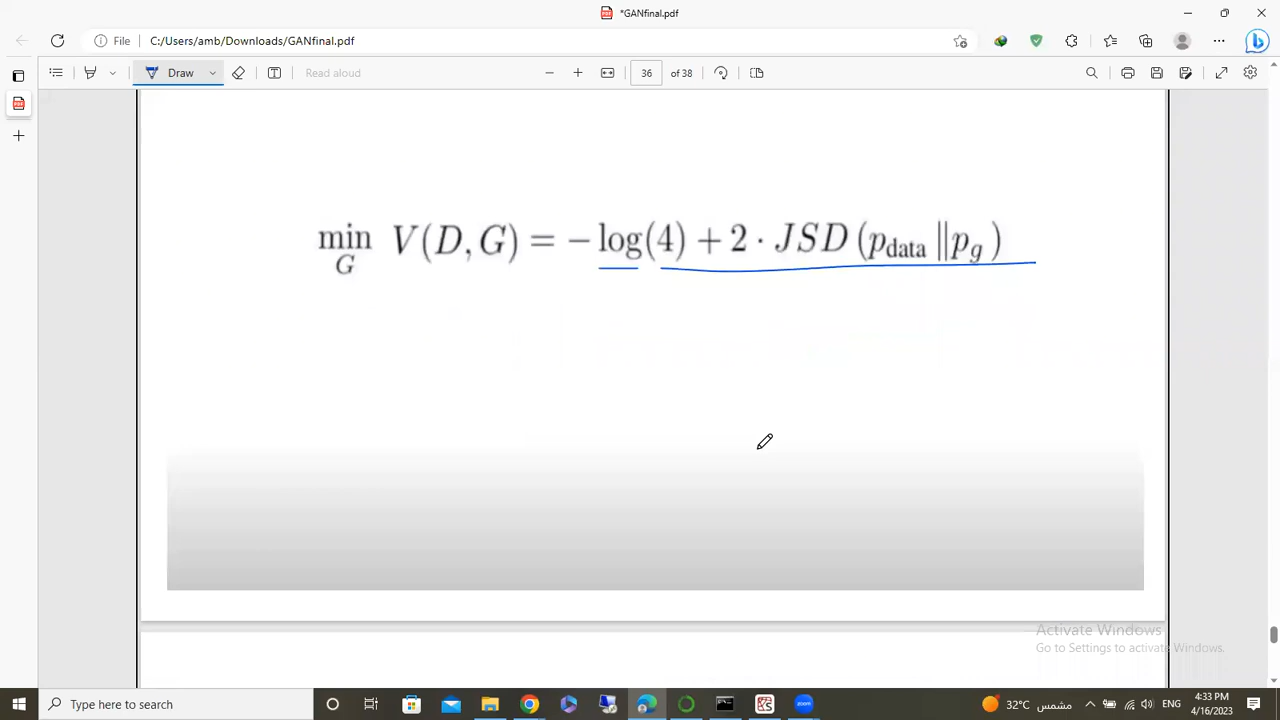 *GANfinal.pdf
File C:/Users/amb/Downloads/GANfinal.pdf
Draw Read aloud 36 of 38
min V(D, G) = − log(4) + 2 · JSD (p_data ‖p_g )
G
Activate Windows
Go to Settings to activate Windows.
Type here to search
zoom
32°C مشمس ENG
4:33 PM
4/16/2023